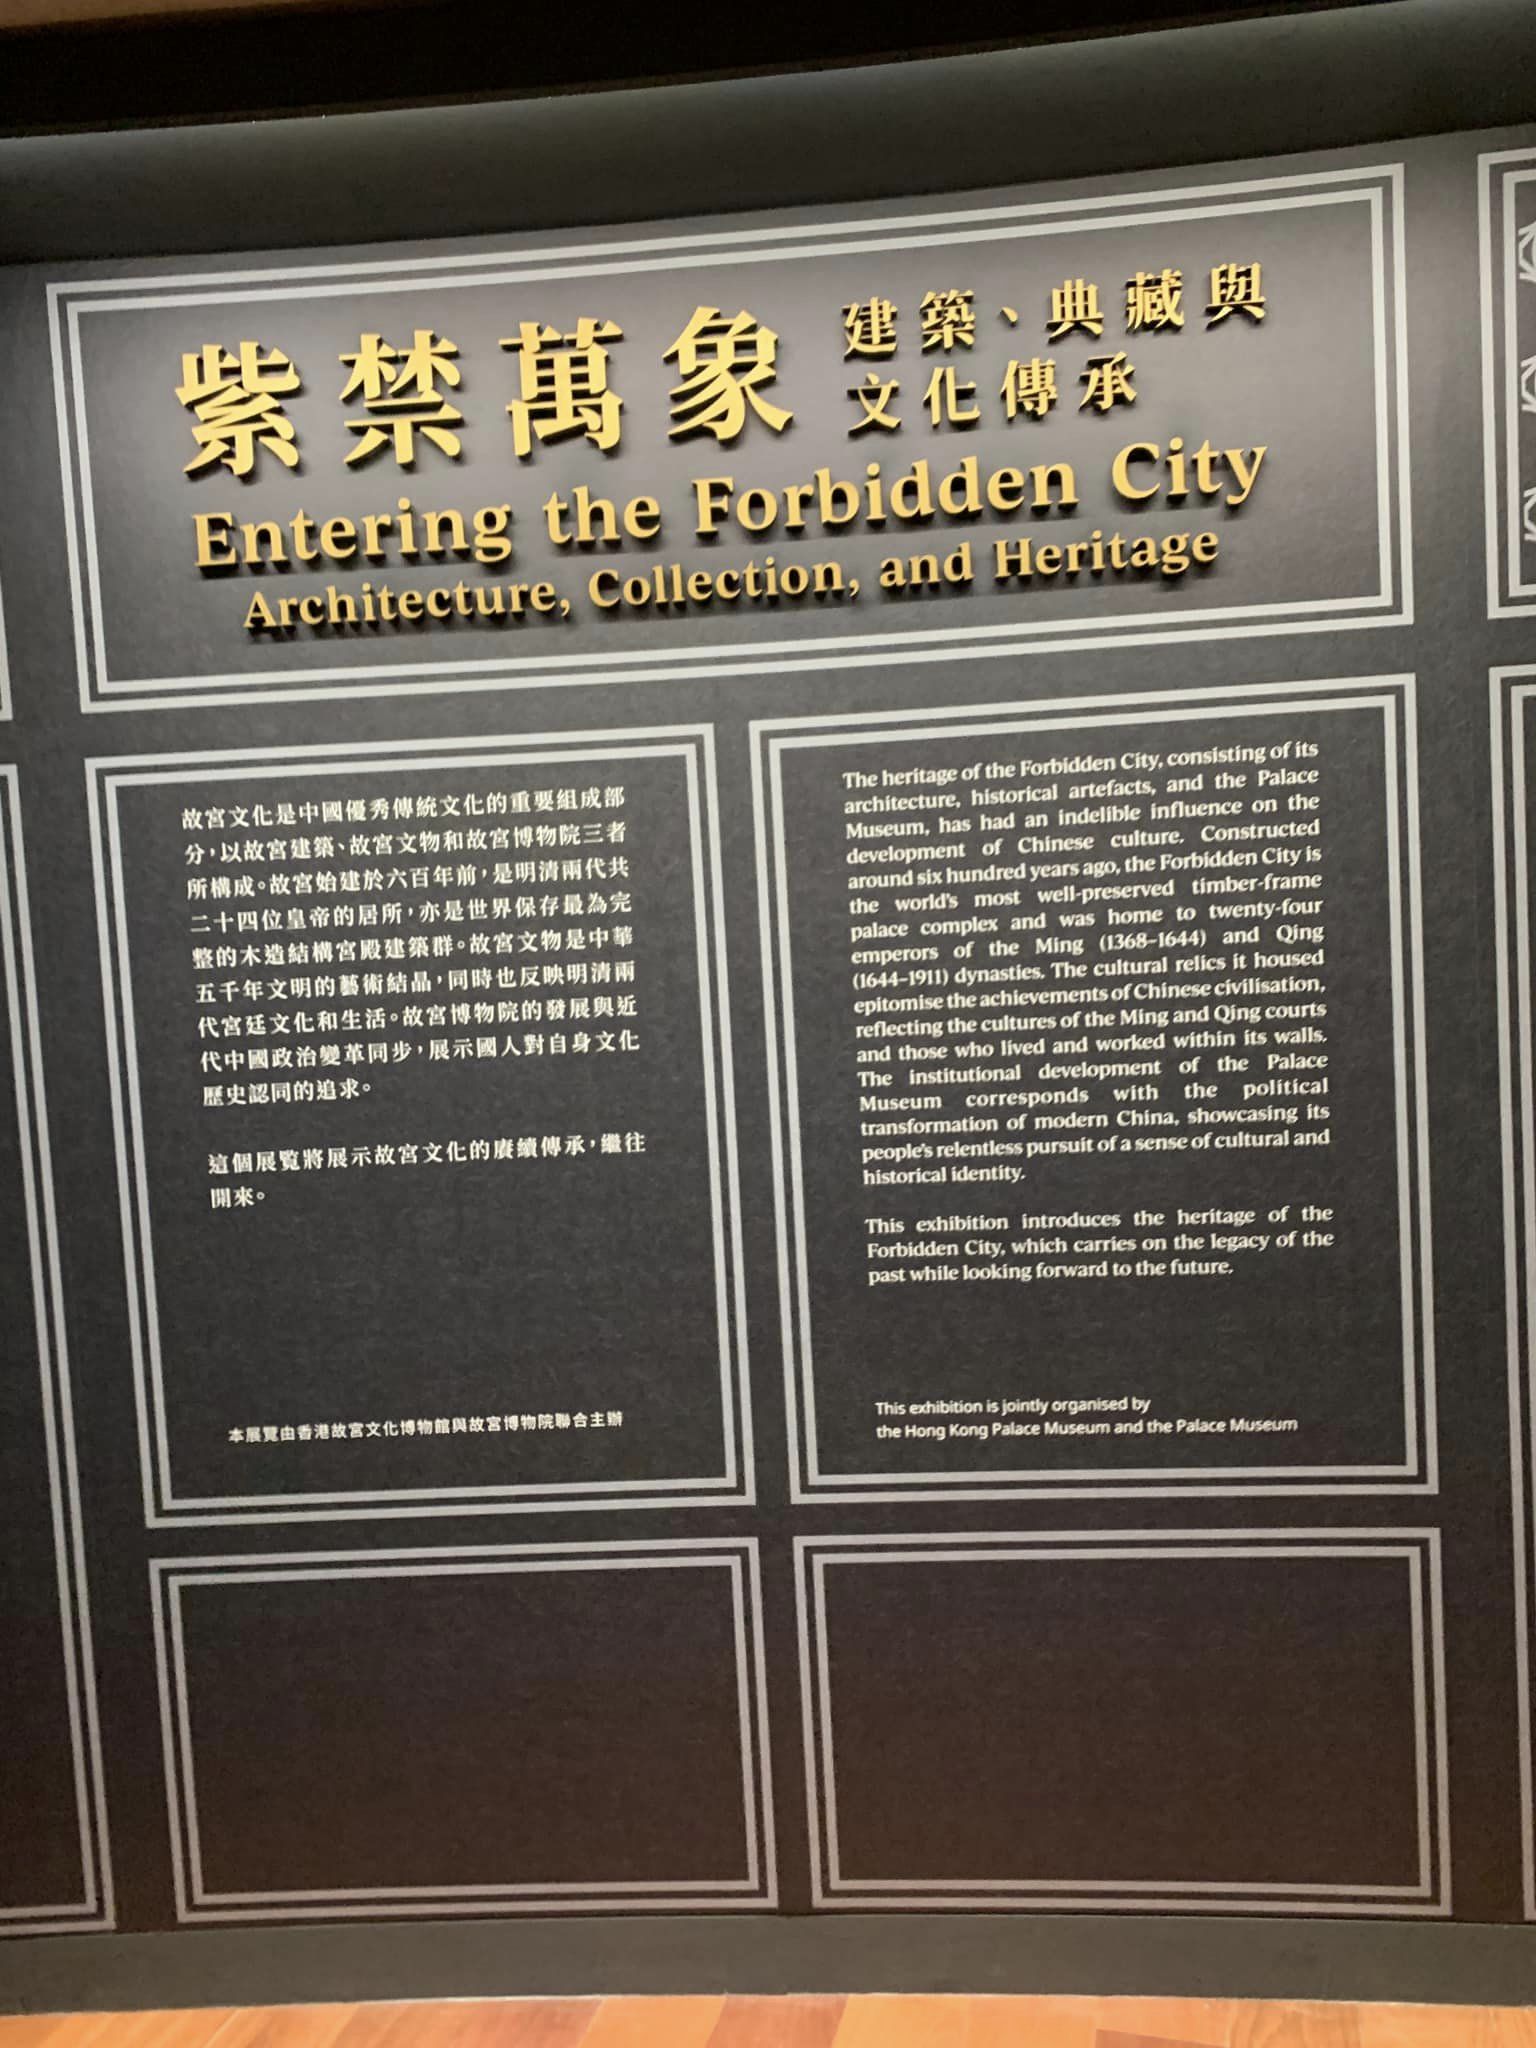 紫禁萬象
建築、典藏與
文化傳承
Entering the Forbidden City
Architecture, Collection, and Heritage
故宮文化是中國優秀傳統文化的重要組成部
分，以故宮建築、故宮文物和故宮博物院三者
所構成。故宮始建於六百年前，是明清兩代共
二十四位皇帝的居所，亦是世界保存最為完
整的木造結構宮殿建築群。故宮文物是中華
五千年文明的藝術結晶，同時也反映明清兩
代宮廷文化和生活。故宮博物院的發展與近
代中國政治變革同步，展示國人對自身文化
歷史認同的追求。
這個展覧將展示故宮文化的賡續傳承，繼往
開來。
本展覽由香港故宮文化博物館與故宮博物院聯合主辦
The heritage of the Forbidden City, consisting of its
architecture, historical artefacts, and the Palace
Museum, has had an indelible influence on the
development of Chinese culture. Constructed
around six hundred years ago, the Forbidden City is
the world's most well-preserved timber-frame
palace complex and was home to twenty-four
emperors of the Ming (1368–1644) and Qing
(1644–1911) dynasties. The cultural relics it housed
epitomise the achievements of Chinese civilisation,
reflecting the cultures of the Ming and Qing courts
and those who lived and worked within its walls.
The institutional development of the Palace
Museum corresponds with the political
transformation of modern China, showcasing its
people's relentless pursuit of a sense of cultural and
historical identity.
This exhibition introduces the heritage of the
Forbidden City, which carries on the legacy of the
past while looking forward to the future.
This exhibition is jointly organised by
the Hong Kong Palace Museum and the Palace Museum